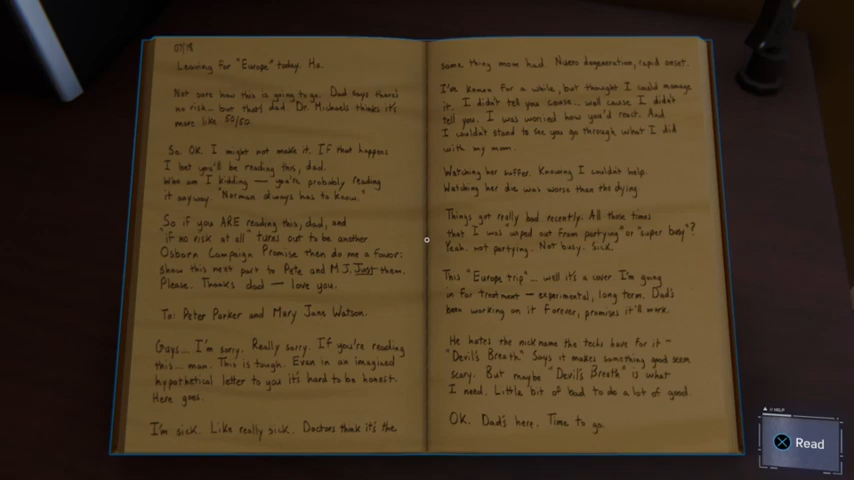 07/18
Leaving For "Europe" today. Ha.
Not sure how this is going to go. Dad says there's
no risk... but that's dad. Dr. Michaels thinks it's
more like 50/50.
So. OK. I might not make it. If that happens
I bet you'll be reading this, dad.
Who am I kidding — you're probably reading
it anyway. "Norman always has to know."
So if you ARE reading this, dad, and
"if no risk at all" turns out to be another
Osborn Campaign Promise then do me a favor:
show this next part to Pete and M.J. Just them.
Please. Thanks dad — love you.
To: Peter Parker and Mary Jane Watson.
Guys... I'm sorry. Really sorry. If you're reading
this... man. This is tough. Even in an imagined
hypothetical letter to you it's hard to be honest.
Here goes.
I'm sick. Like really sick. Doctors think it's the
same thing mom had. Nuero degeneration, rapid onset.
I've known for a while, but thought I could manage
it. I didn't tell you cause... well cause I didn't
tell you. I was worried how you'd react. And
I couldn't stand to see you go through what I did
with my mom.
Watching her suffer. Knowing I couldn't help.
Watching her die was worse than the dying.
Things got really bad recently. All those times
that I was "wiped out from partying" or "super busy"?
Yeah. not partying. Not busy. Sick.
This "Europe trip"... well it's a cover. I'm going
in for treatment — experimental, long term. Dad's
been working on it forever, promises it'll work.
He hates the nickname the techs have for it –
"Devil's Breath" Says it makes something good seem
scary. But maybe "Devil's Breath" is what
I need. Little bit of bad to do a lot of good.
OK. Dad's here. Time to go.
HELP
Read